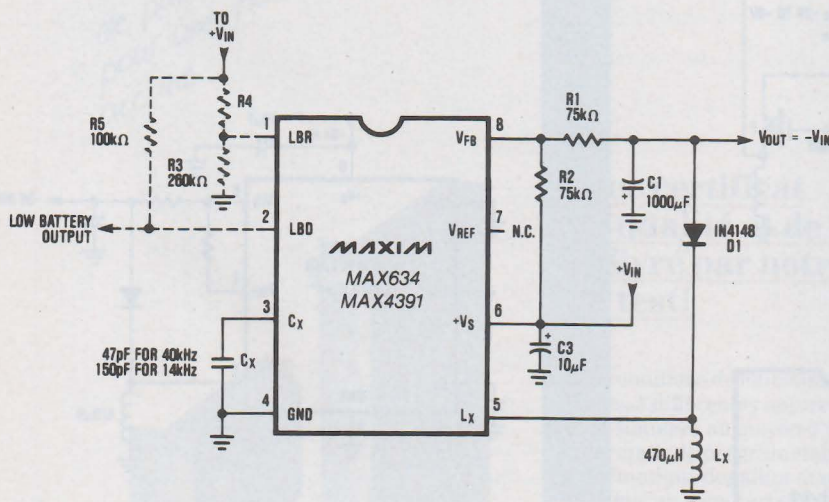 TO
+VIN
R5
100kΩ
R4
R3
260kΩ
LOW BATTERY
OUTPUT
1
LBR
2
LBD
3
CX
4
GND
47pF FOR 40kHz
150pF FOR 14kHz
CX
MAXIM
MAX634
MAX4391
8
VFB
7
VREF
N.C.
6
+VS
5
LX
R1
75kΩ
R2
75kΩ
C1
1000µF
+
VOUT = -VIN
IN4148
D1
+VIN
C3
10µF
+
470µH
LX